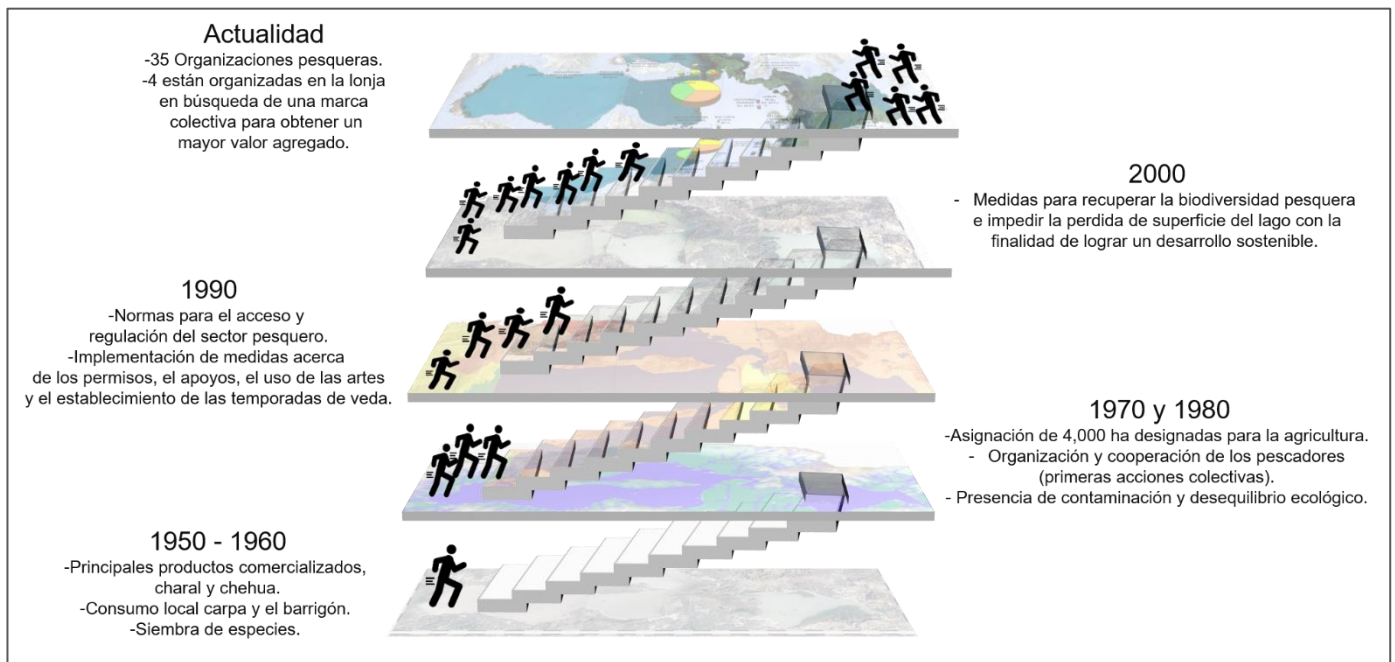 Actualidad
-35 Organizaciones pesqueras.
-4 están organizadas en la lonja
en búsqueda de una marca
colectiva para obtener un
mayor valor agregado.
2000
- Medidas para recuperar la biodiversidad pesquera
e impedir la perdida de superficie del lago con la
finalidad de lograr un desarrollo sostenible.
1990
-Normas para el acceso y
regulación del sector pesquero.
-Implementación de medidas acerca
de los permisos, el apoyos, el uso de las artes
y el establecimiento de las temporadas de veda.
1970 y 1980
-Asignación de 4,000 ha designadas para la agricultura.
- Organización y cooperación de los pescadores
(primeras acciones colectivas).
- Presencia de contaminación y desequilibrio ecológico.
1950 - 1960
-Principales productos comercializados,
charal y chehua.
-Consumo local carpa y el barrigón.
-Siembra de especies.